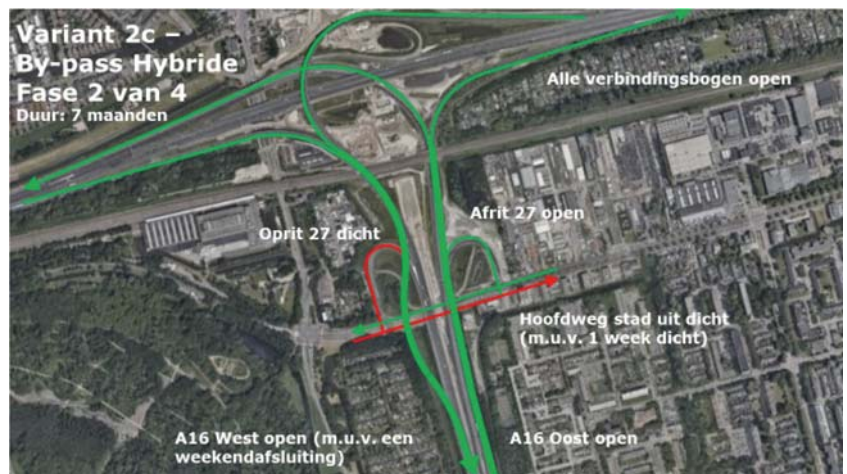 Variant 2c –
By-pass Hybride
Fase 2 van 4
Duur: 7 maanden
Alle verbindingsbogen open
Afrit 27 open
Oprit 27 dicht
Hoofdweg stad uit dicht
(m.u.v. 1 week dicht)
A16 West open (m.u.v. een
weekendafsluiting)
A16 Oost open